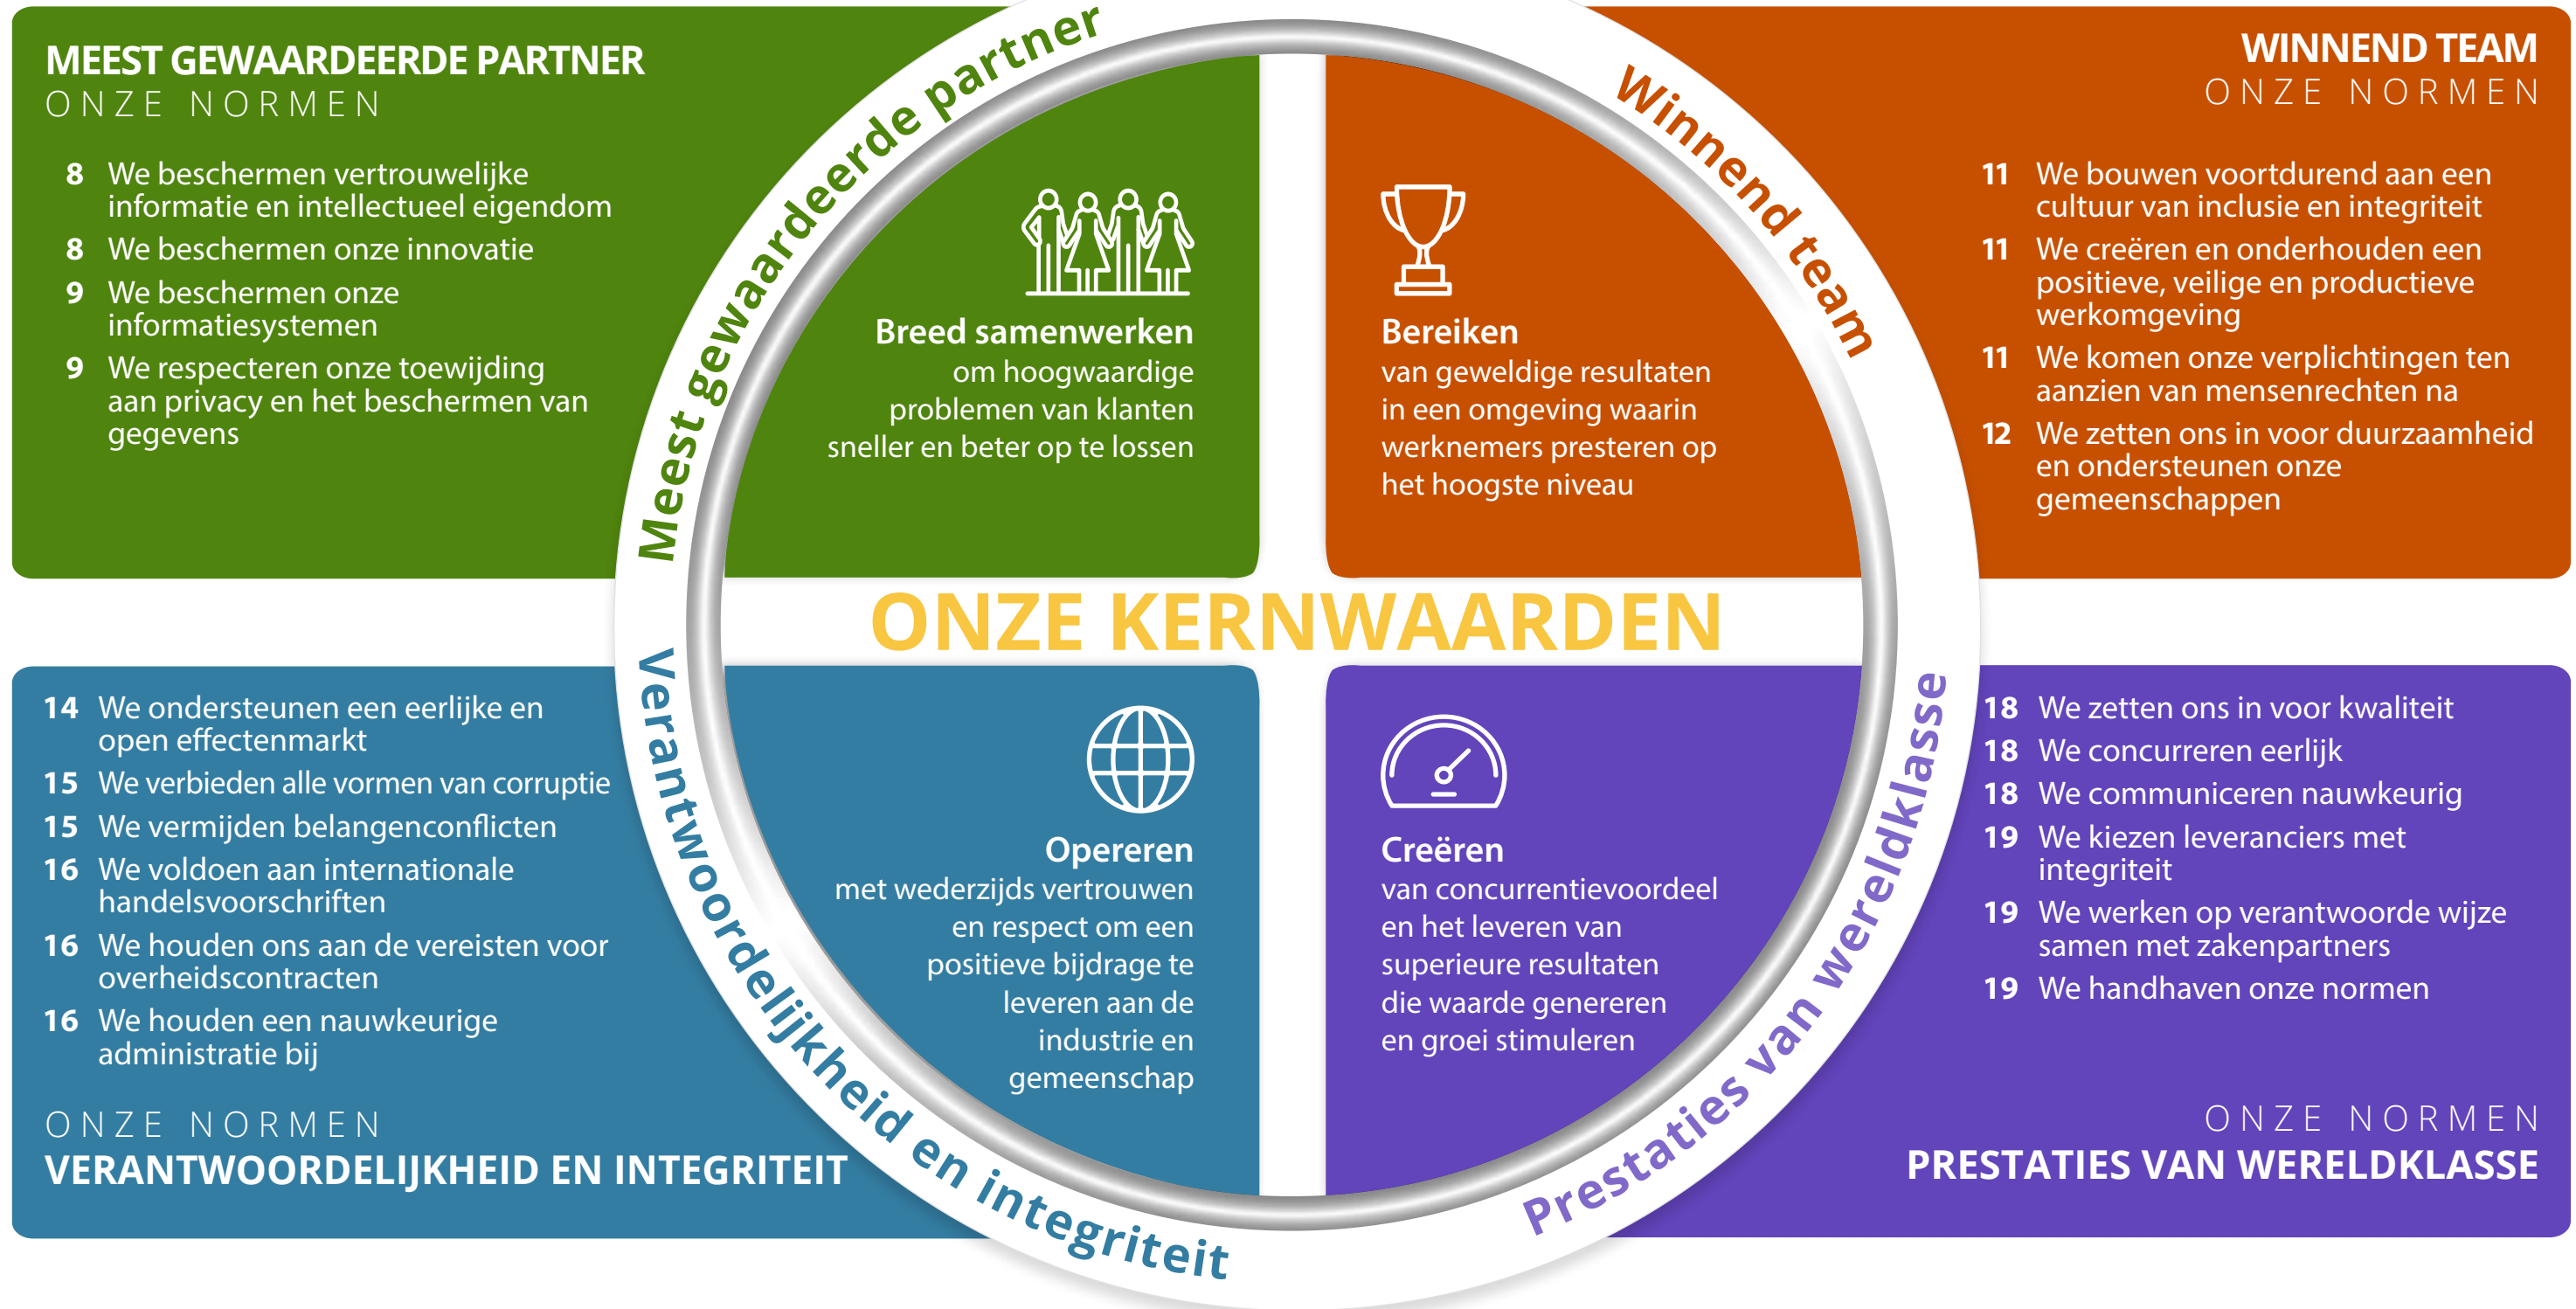 MEEST GEWAARDEERDE PARTNER
ONZE NORMEN
8 We beschermen vertrouwelijke
informatie en intellectueel eigendom
8 We beschermen onze innovatie
9 We beschermen onze
informatiesystemen
9 We respecteren onze toewijding
aan privacy en het beschermen van
gegevens
Meest gewaardeerde partner
Breed samenwerken
om hoogwaardige
problemen van klanten
sneller en beter op te lossen
Winnend team
Bereiken
van geweldige resultaten
in een omgeving waarin
werknemers presteren op
het hoogste niveau
WINNEND TEAM
ONZE NORMEN
11 We bouwen voortdurend aan een
cultuur van inclusie en integriteit
11 We creëren en onderhouden een
positieve, veilige en productieve
werkomgeving
11 We komen onze verplichtingen ten
aanzien van mensenrechten na
12 We zetten ons in voor duurzaamheid
en ondersteunen onze
gemeenschappen
ONZE KERNWAARDEN
14 We ondersteunen een eerlijke en
open effectenmarkt
15 We verbieden alle vormen van corruptie
15 We vermijden belangenconflicten
16 We voldoen aan internationale
handelsvoorschriften
16 We houden ons aan de vereisten voor
overheidscontracten
16 We houden een nauwkeurige
administratie bij
ONZE NORMEN
VERANTWOORDELIJKHEID EN INTEGRITEIT
Verantwoordelijkheid en integriteit
Opereren
met wederzijds vertrouwen
en respect om een
positieve bijdrage te
leveren aan de
industrie en
gemeenschap
Creëren
van concurrentievoordeel
en het leveren van
superieure resultaten
die waarde genereren
en groei stimuleren
Prestaties van wereldklasse
18 We zetten ons in voor kwaliteit
18 We concurreren eerlijk
18 We communiceren nauwkeurig
19 We kiezen leveranciers met
integriteit
19 We werken op verantwoorde wijze
samen met zakenpartners
19 We handhaven onze normen
ONZE NORMEN
PRESTATIES VAN WERELDKLASSE